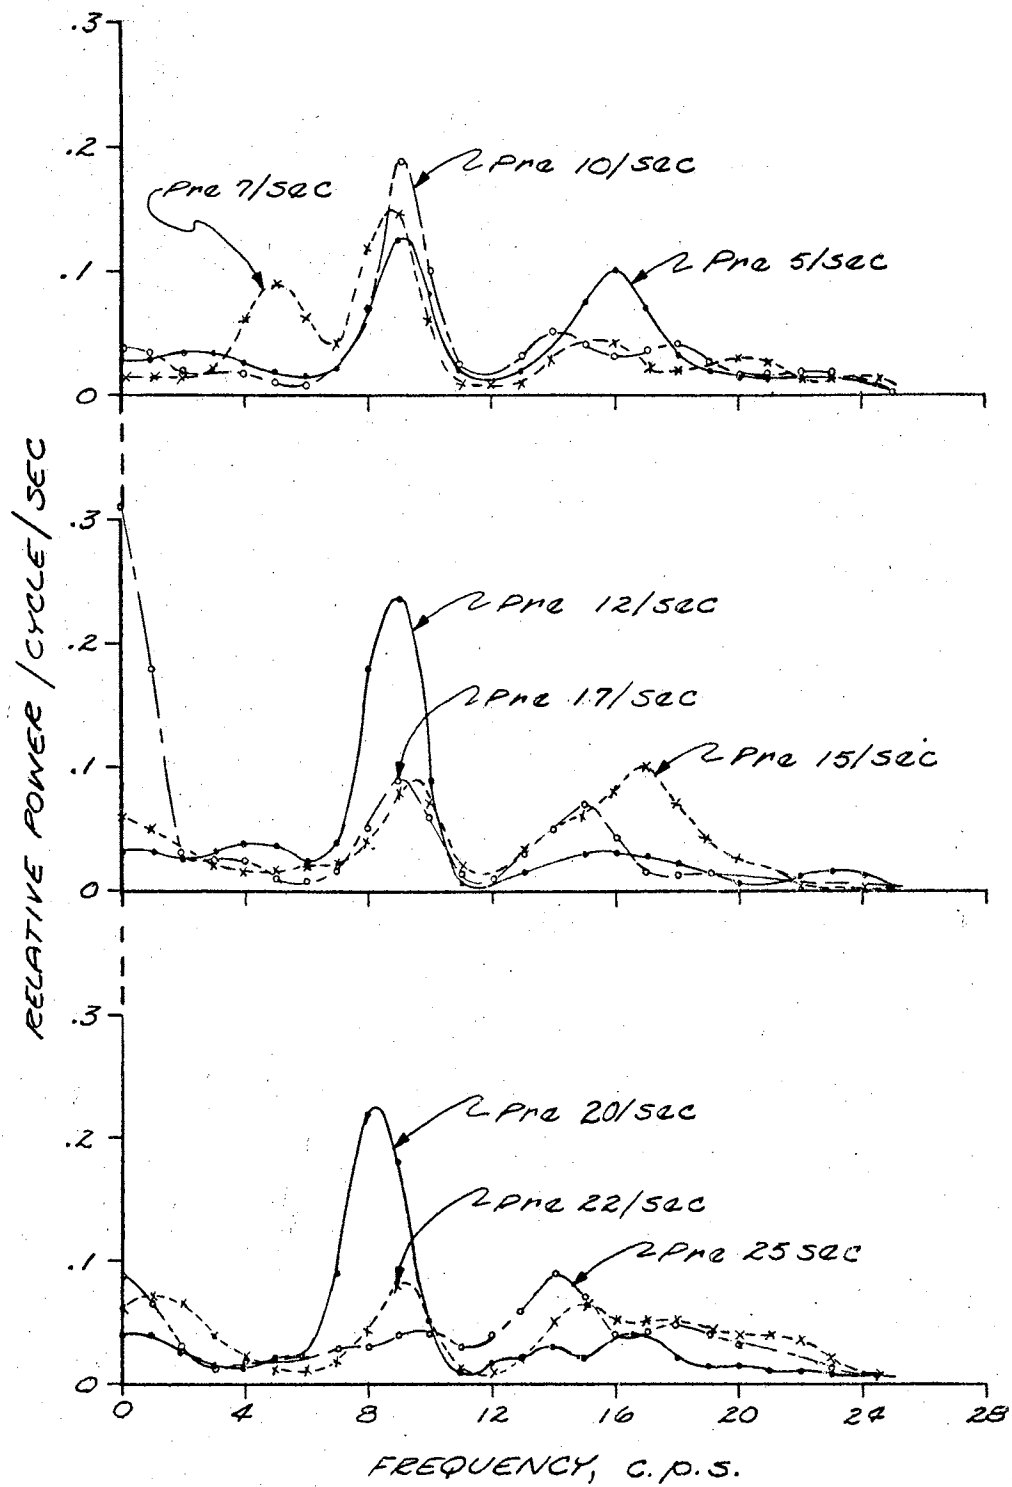 .3
.2
.1
0
Pre 7/sec
Pre 10/sec
Pre 5/sec
RELATIVE POWER / CYCLE / SEC
.3
.2
.1
0
Pre 12/sec
Pre 17/sec
Pre 15/sec
.3
.2
.1
0
Pre 20/sec
Pre 22/sec
Pre 25 sec
0 4 8 12 16 20 24 28
FREQUENCY, c.p.s.